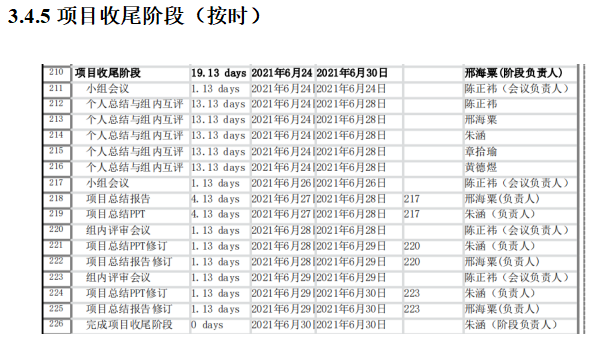 3.4.5 项目收尾阶段（按时）
210 项目收尾阶段 19.13 days 2021年6月24 2021年6月30日 邢海粟(阶段负责人)
211 小组会议 1.13 days 2021年6月24 2021年6月24日 陈正祎（会议负责人）
212 个人总结与组内互评 13.13 days 2021年6月24 2021年6月28日 陈正祎
213 个人总结与组内互评 13.13 days 2021年6月24 2021年6月28日 邢海粟
214 个人总结与组内互评 13.13 days 2021年6月24 2021年6月28日 朱涵
215 个人总结与组内互评 13.13 days 2021年6月24 2021年6月28日 章拾瑜
216 个人总结与组内互评 13.13 days 2021年6月24 2021年6月28日 黄德煜
217 小组会议 1.13 days 2021年6月26 2021年6月26日 陈正祎（会议负责人）
218 项目总结报告 4.13 days 2021年6月27 2021年6月28日 217 邢海粟(负责人)
219 项目总结PPT 4.13 days 2021年6月27 2021年6月28日 217 朱涵（负责人）
220 组内评审会议 1.13 days 2021年6月28 2021年6月28日 陈正祎（会议负责人）
221 项目总结PPT修订 1.13 days 2021年6月28 2021年6月29日 220 朱涵（负责人）
222 项目总结报告修订 1.13 days 2021年6月28 2021年6月29日 220 邢海粟(负责人)
223 组内评审会议 1.13 days 2021年6月29 2021年6月29日 陈正祎（会议负责人）
224 项目总结PPT修订 1.13 days 2021年6月29 2021年6月30日 223 朱涵（负责人）
225 项目总结报告修订 1.13 days 2021年6月29 2021年6月30日 223 邢海粟(负责人)
226 完成项目收尾阶段 0 days 2021年6月30 2021年6月30日 朱涵（阶段负责人）